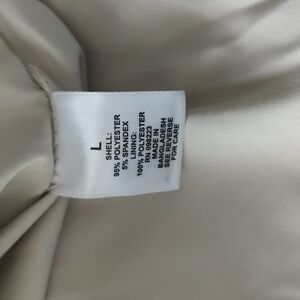 L
SHELL:
95% POLYESTER
5% SPANDEX
LINING:
100% POLYESTER
RN 098223
MADE IN
BANGLADESH
SEE REVERSE
FOR CARE